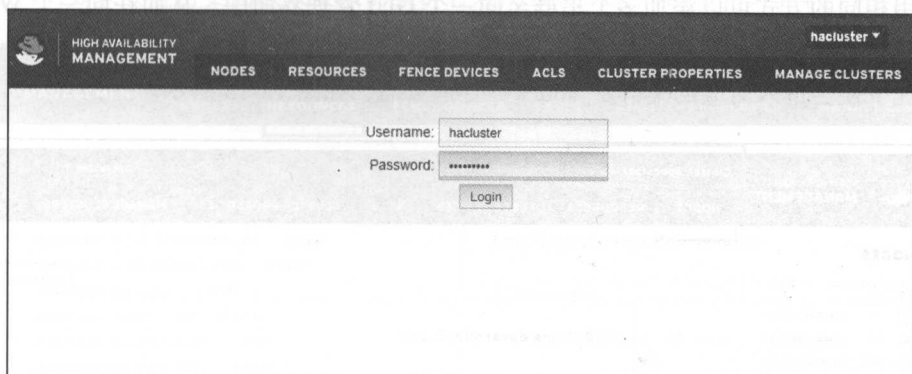 HIGH AVAILABILITY
MANAGEMENT
hacluster
NODES RESOURCES FENCE DEVICES ACLS CLUSTER PROPERTIES MANAGE CLUSTERS
Username: hacluster
Password: •••••••••
Login